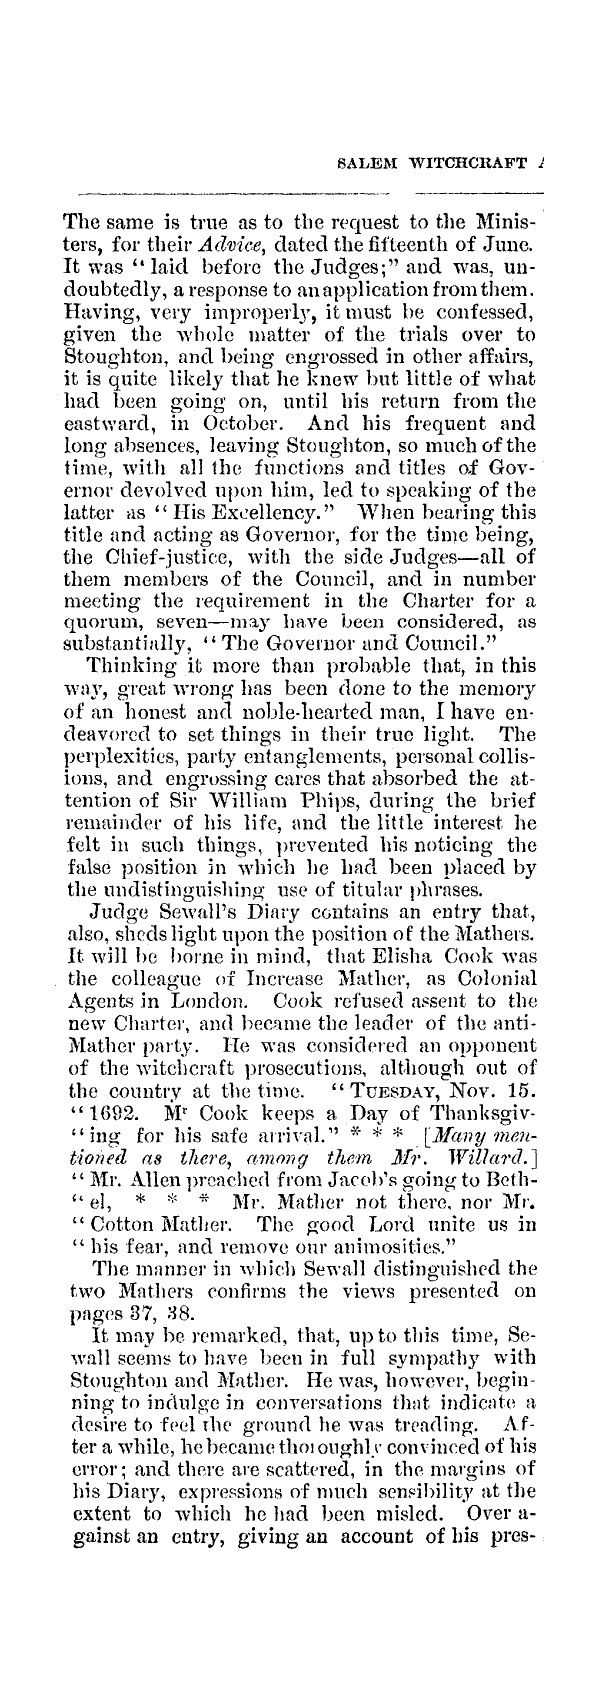 SALEM WITCHCRAFT
The same is true as to the request to the Minis-
ters, for their Advice, dated the fifteenth of June.
It was “laid before the Judges;” and was, un-
doubtedly, a response to an application from them.
Having, very improperly, it must be confessed,
given the whole matter of the trials over to
Stoughton, and being engrossed in other affairs,
it is quite likely that he knew but little of what
had been going on, until his return from the
eastward, in October. And his frequent and
long absences, leaving Stoughton, so much of the
time, with all the functions and titles of Gov-
ernor devolved upon him, led to speaking of the
latter as “His Excellency.” When bearing this
title and acting as Governor, for the time being,
the Chief-justice, with the side Judges—all of
them members of the Council, and in number
meeting the requirement in the Charter for a
quorum, seven—may have been considered, as
substantially, “The Governor and Council.”
Thinking it more than probable that, in this
way, great wrong has been done to the memory
of an honest and noble-hearted man, I have en-
deavored to set things in their true light. The
perplexities, party entanglements, personal collis-
ions, and engrossing cares that absorbed the at-
tention of Sir William Phips, during the brief
remainder of his life, and the little interest he
felt in such things, prevented his noticing the
false position in which he had been placed by
the undistinguishing use of titular phrases.
Judge Sewall's Diary contains an entry that,
also, sheds light upon the position of the Mathers.
It will be borne in mind, that Elisha Cook was
the colleague of Increase Mather, as Colonial
Agents in London. Cook refused assent to the
new Charter, and became the leader of the anti-
Mather party. He was considered an opponent
of the witchcraft prosecutions, although out of
the country at the time. “TUESDAY, Nov. 15.
“1692. Mr Cook keeps a Day of Thanksgiv-
“ing for his safe arrival.” * * * [Many men-
tioned as there, among them Mr. Willard.]
“Mr. Allen preached from Jacob's going to Beth-
“el, * * * Mr. Mather not there, nor Mr.
“Cotton Mather. The good Lord unite us in
“his fear, and remove our animosities.”
The manner in which Sewall distinguished the
two Mathers confirms the views presented on
pages 37, 38.
It may be remarked, that, up to this time, Se-
wall seems to have been in full sympathy with
Stoughton and Mather. He was, however, begin-
ning to indulge in conversations that indicate a
desire to feel the ground he was treading. Af-
ter a while, he became thoroughly convinced of his
error; and there are scattered, in the margins of
his Diary, expressions of much sensibility at the
extent to which he had been misled. Over a-
gainst an entry, giving an account of his pres-